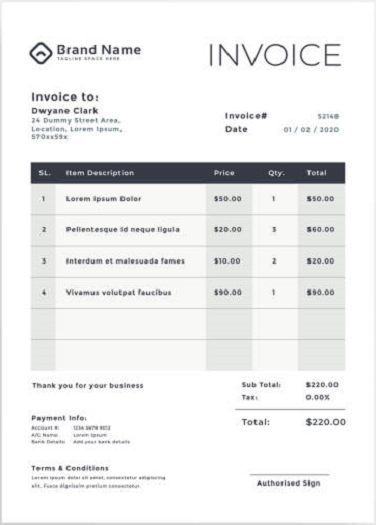 Brand Name
TAGLINE SPACE HERE
INVOICE
Invoice to:
Dwyane Clark
24 Dummy Street Area,
Location, Lorem Ipsum,
570xx59x
Invoice# 52148
Date 01 / 02 / 2020
SL. Item Description Price Qty. Total
1 Lorem Ipsum Dolor $50.00 1 $50.00
2 Pellentesque id neque ligula $20.00 3 $60.00
3 Interdum et malesuada fames $10.00 2 $20.00
4 Vivamus volutpat faucibus $90.00 1 $90.00
Thank you for your business
Sub Total: $220.00
Tax: 0.00%
Total: $220.00
Payment Info:
Account #: 1234 5678 9012
A/C Name: Lorem Ipsum
Bank Details: Add your bank details
Terms & Conditions
Lorem ipsum dolor sit amet, consectetur adipiscing
elit. Fusce dignissim pretium consectetur.
Authorised Sign